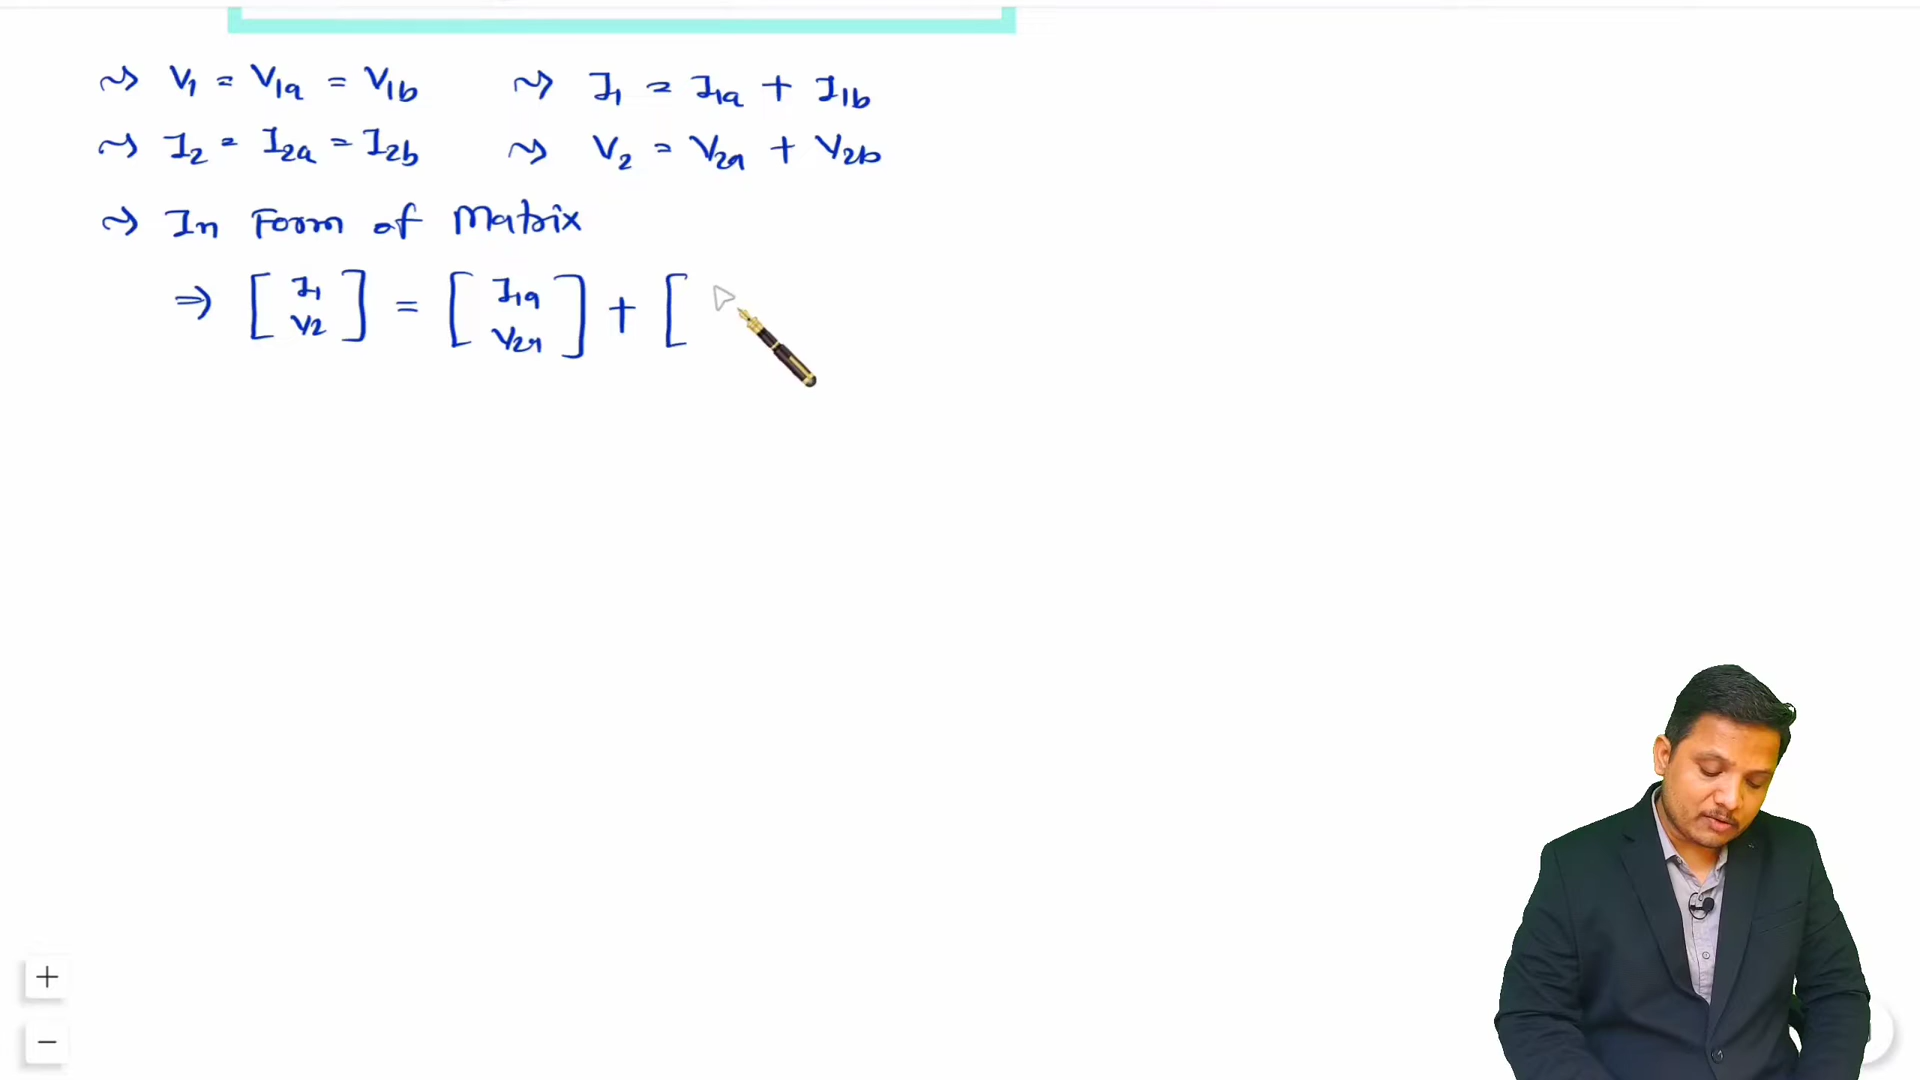 ~> V₁ = V₁a = V₁b ~> I₁ = I₁a + I₁b
~> I₂ = I₂a = I₂b ~> V₂ = V₂a + V₂b
~> In Form of Matrix
⇒ [ I₁ V₂ ] = [ I₁a V₂a ] + [